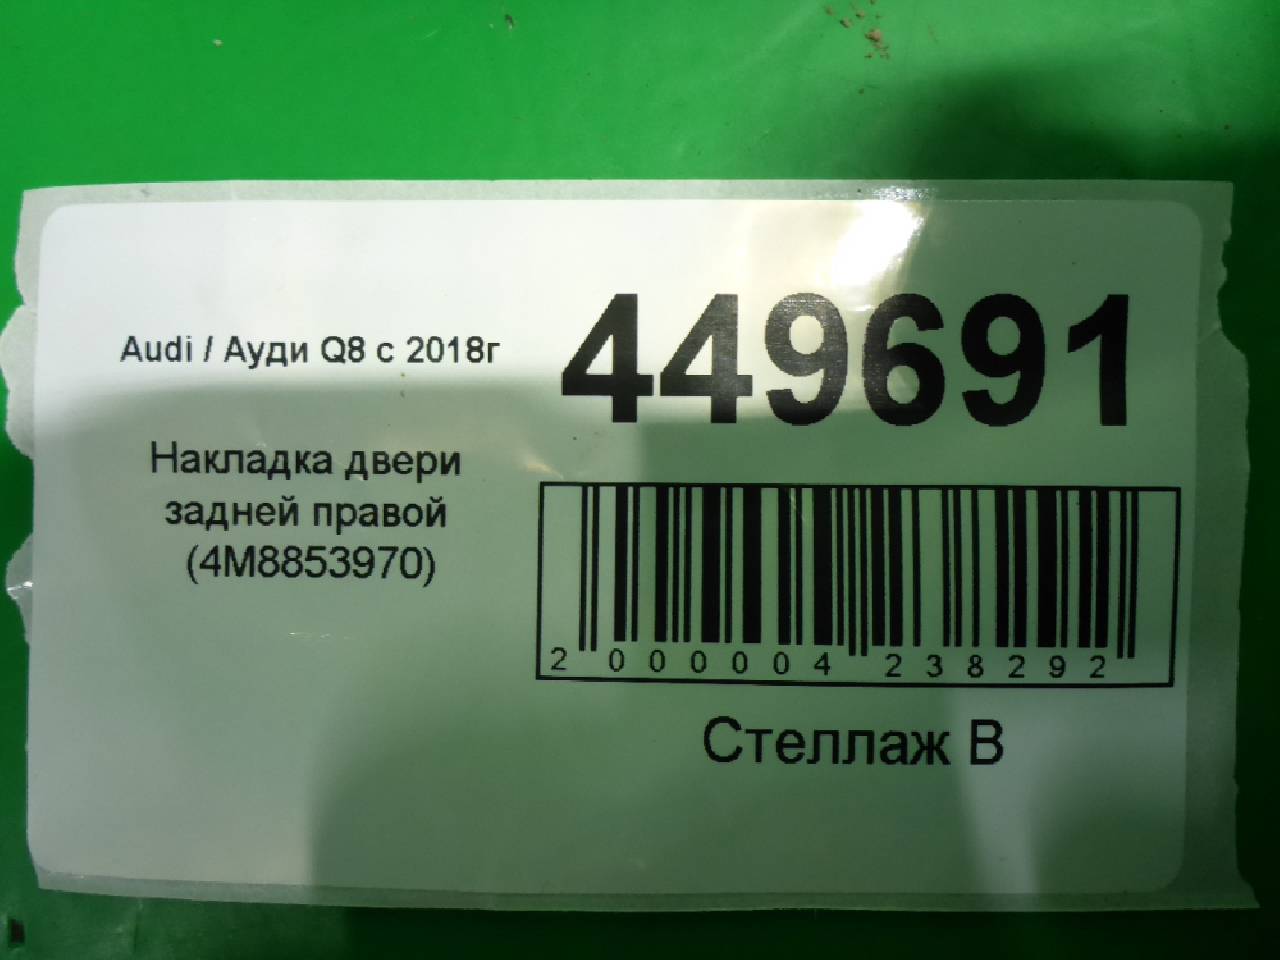 Audi / Ауди Q8 с 2018г
Накладка двери
задней правой
(4M8853970)
449691
2 000004 238292
Стеллаж В